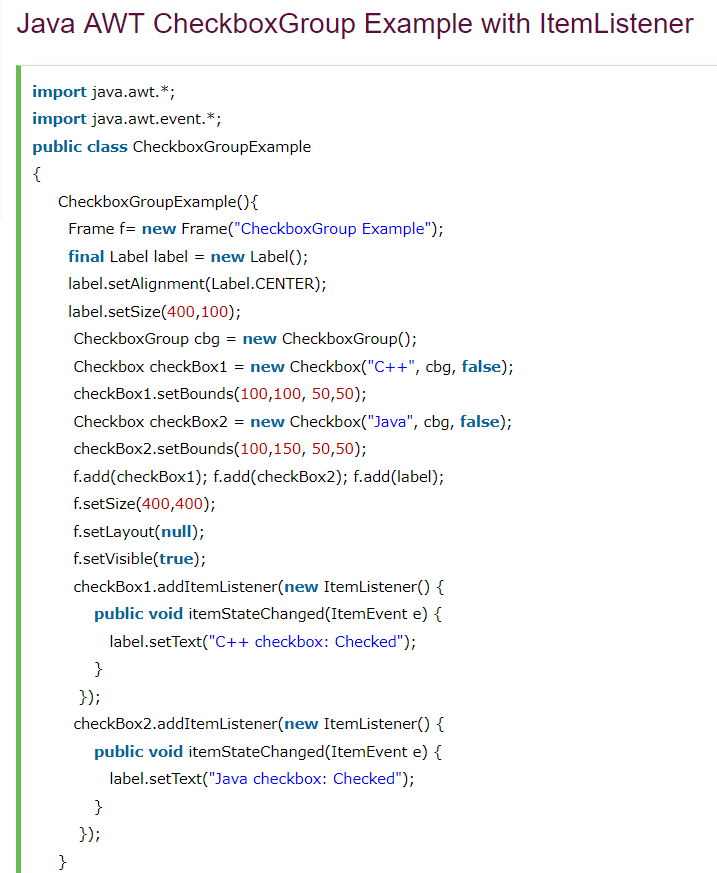 Java AWT CheckboxGroup Example with ItemListener
import java.awt.*;
import java.awt.event.*;
public class CheckboxGroupExample
{
CheckboxGroupExample(){
Frame f= new Frame("CheckboxGroup Example");
final Label label = new Label();
label.setAlignment(Label.CENTER);
label.setSize(400,100);
CheckboxGroup cbg = new CheckboxGroup();
Checkbox checkBox1 = new Checkbox("C++", cbg, false);
checkBox1.setBounds(100,100, 50,50);
Checkbox checkBox2 = new Checkbox("Java", cbg, false);
checkBox2.setBounds(100,150, 50,50);
f.add(checkBox1); f.add(checkBox2); f.add(label);
f.setSize(400,400);
f.setLayout(null);
f.setVisible(true);
checkBox1.addItemListener(new ItemListener() {
public void itemStateChanged(ItemEvent e) {
label.setText("C++ checkbox: Checked");
}
});
checkBox2.addItemListener(new ItemListener() {
public void itemStateChanged(ItemEvent e) {
label.setText("Java checkbox: Checked");
}
});
}